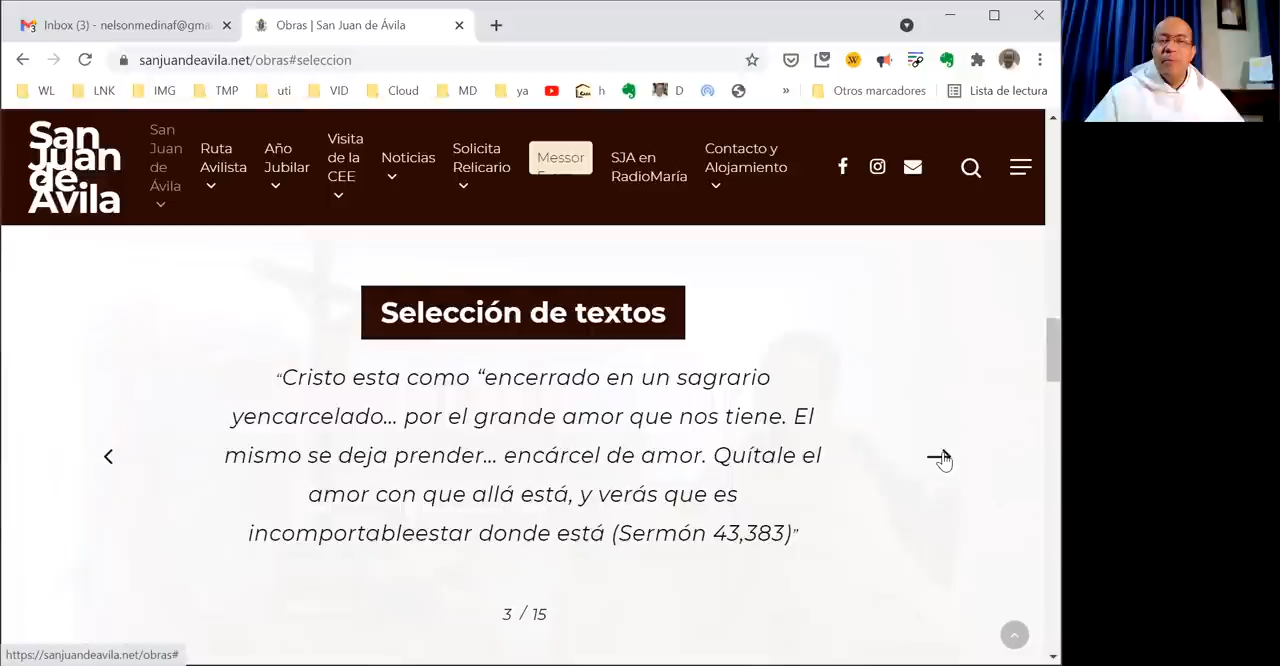 Inbox (3) - nelsonmedinaf@gma
Obras | San Juan de Ávila
sanjuandeavila.net/obras#seleccion
WL
LNK
IMG
TMP
uti
VID
Cloud
MD
ya
h
D
»
Otros marcadores
Lista de lectura
San
Juan
de
Ávila
San
Juan
de
Ávila
Ruta
Avilista
Año
Jubilar
Visita
de la
CEE
Noticias
Solicita
Relicario
Messor
SJA en
RadioMaría
Contacto y
Alojamiento
Selección de textos
“Cristo esta como “encerrado en un sagrario
yencarcelado... por el grande amor que nos tiene. El
mismo se deja prender... encárcel de amor. Quítale el
amor con que allá está, y verás que es
incomportableestar donde está (Sermón 43,383)”
3 / 15
https://sanjuandeavila.net/obras#